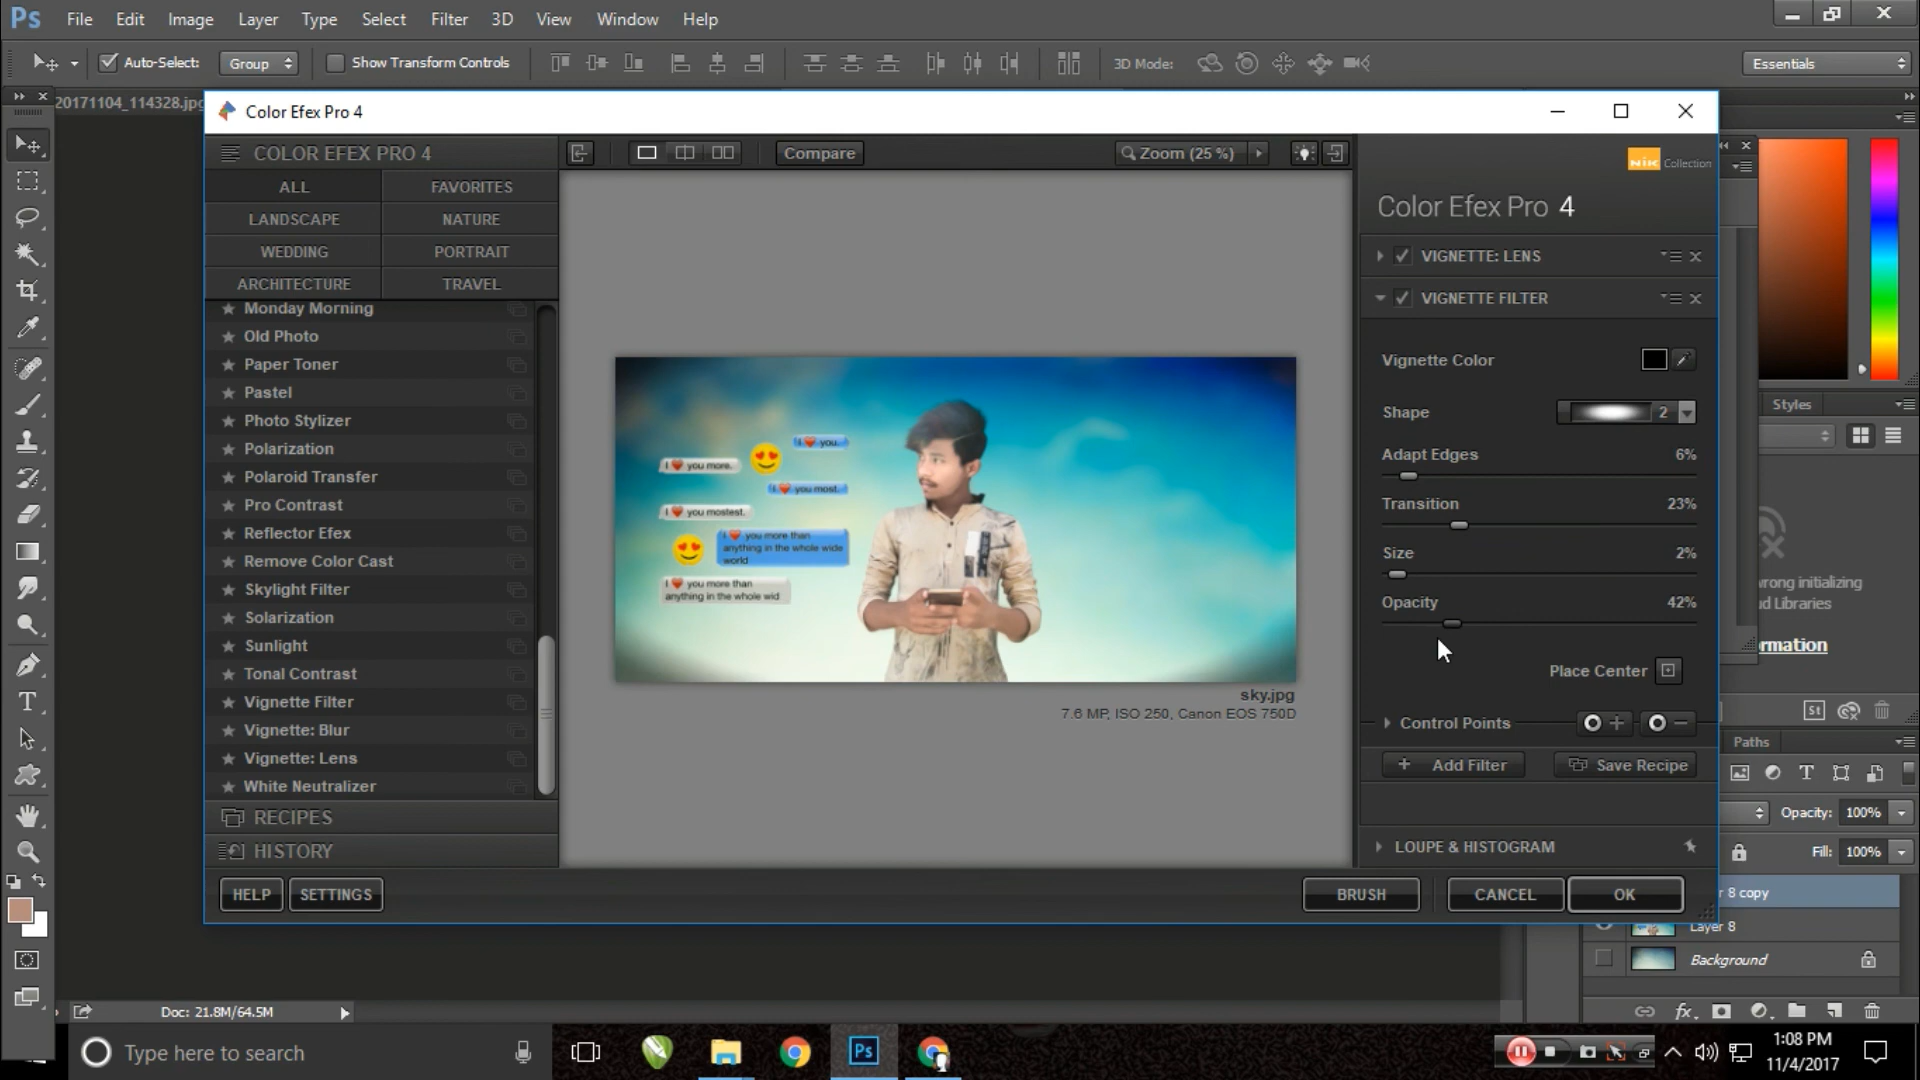 Ps File Edit Image Layer Type Select Filter 3D View Window Help
Auto-Select: Group Show Transform Controls 3D Mode: Essentials
20171104_114328.jpg
Color Efex Pro 4
COLOR EFEX PRO 4
Compare
Zoom (25 %)
Nik Collection
ALL FAVORITES
LANDSCAPE NATURE
WEDDING PORTRAIT
ARCHITECTURE TRAVEL
Monday Morning
Old Photo
Paper Toner
Pastel
Photo Stylizer
Polarization
Polaroid Transfer
Pro Contrast
Reflector Efex
Remove Color Cast
Skylight Filter
Solarization
Sunlight
Tonal Contrast
Vignette Filter
Vignette: Blur
Vignette: Lens
White Neutralizer
RECIPES
HISTORY
HELP SETTINGS
I ❤ you.
I ❤ you more.
I ❤ you most.
I ❤ you mostest.
I ❤ you more than
anything in the whole wide
world
I ❤ you more than
anything in the whole wid
sky.jpg
7.6 MP, ISO 250, Canon EOS 750D
Color Efex Pro 4
VIGNETTE: LENS
VIGNETTE FILTER
Vignette Color
Shape 2
Adapt Edges 6%
Transition 23%
Size 2%
Opacity 42%
Place Center
Control Points
Add Filter Save Recipe
LOUPE & HISTOGRAM
BRUSH CANCEL OK
Styles
rong initializing
d Libraries
rmation
St
Paths
Opacity: 100%
Fill: 100%
r 8 copy
Layer 8
Background
fx
Doc: 21.8M/64.5M
Type here to search
Ps
1:08 PM
11/4/2017